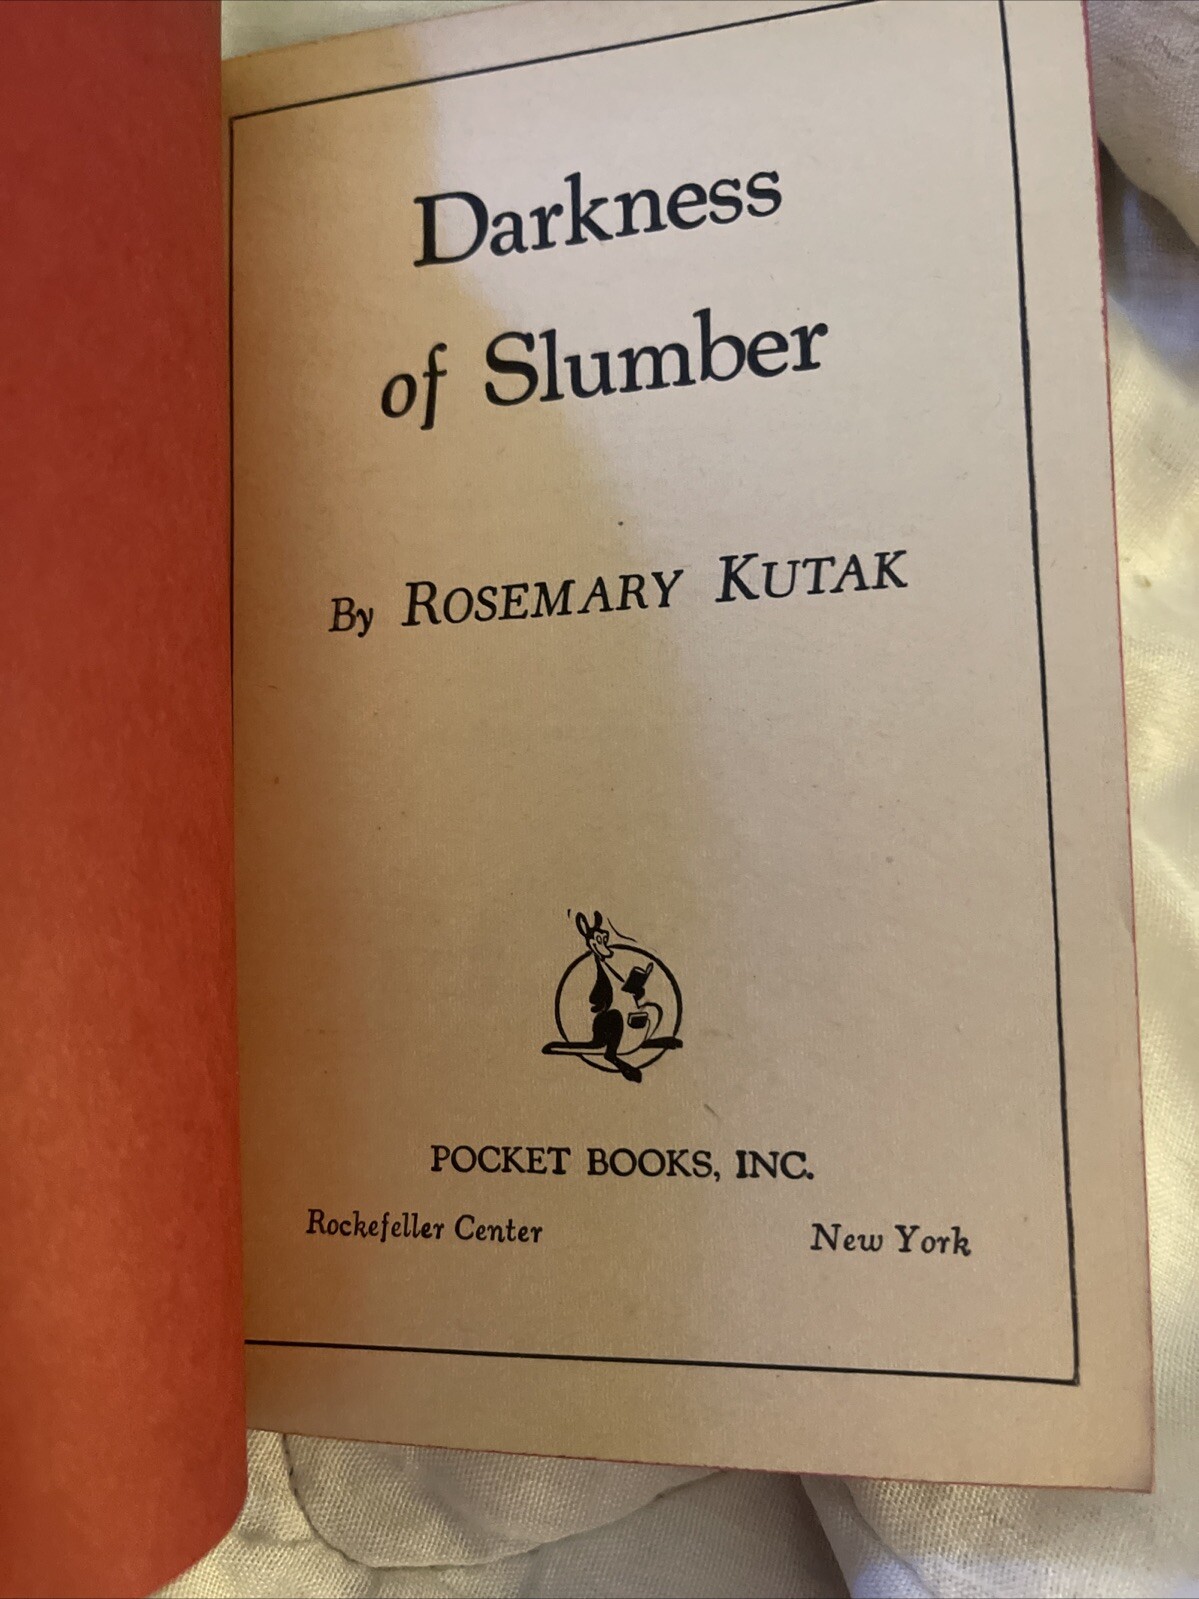 Darkness
of Slumber
By ROSEMARY KUTAK
POCKET BOOKS, INC.
Rockefeller Center New York